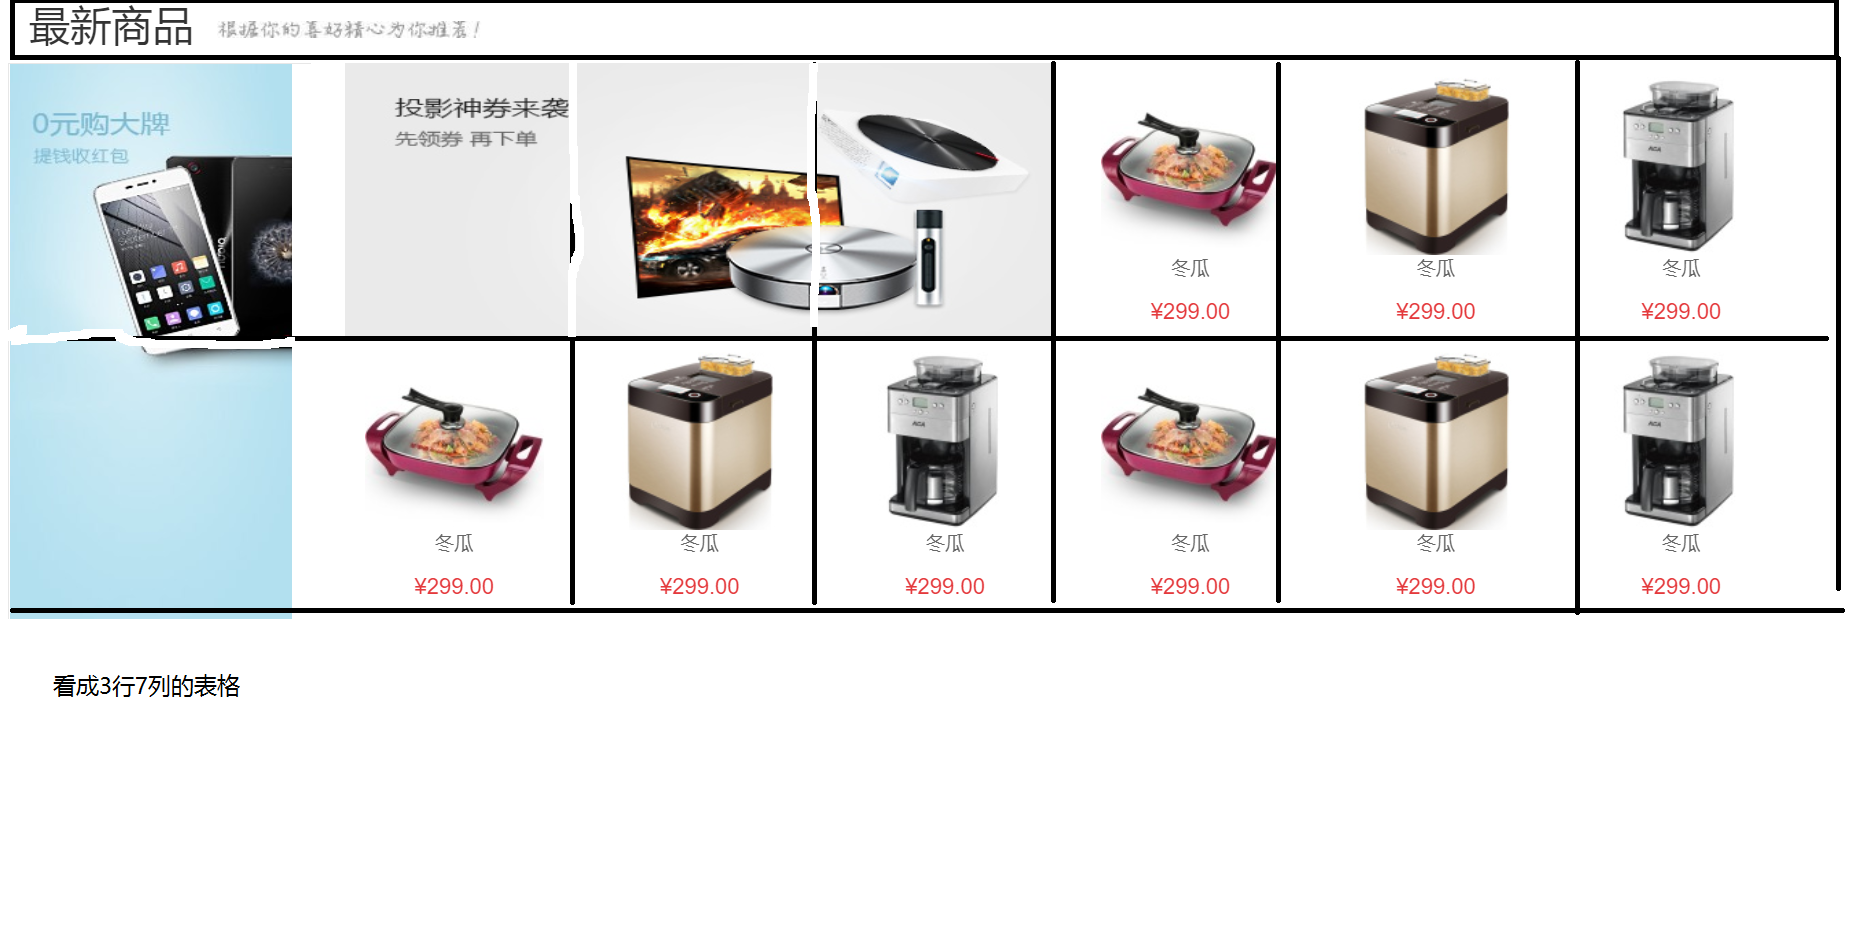 最新商品 根据你的喜好精心为你推荐!
0元购大牌
提钱收红包
投影神券来袭
先领券 再下单
冬瓜 冬瓜 冬瓜
¥299.00 ¥299.00 ¥299.00
冬瓜 冬瓜 冬瓜 冬瓜 冬瓜 冬瓜
¥299.00 ¥299.00 ¥299.00 ¥299.00 ¥299.00 ¥299.00
看成3行7列的表格